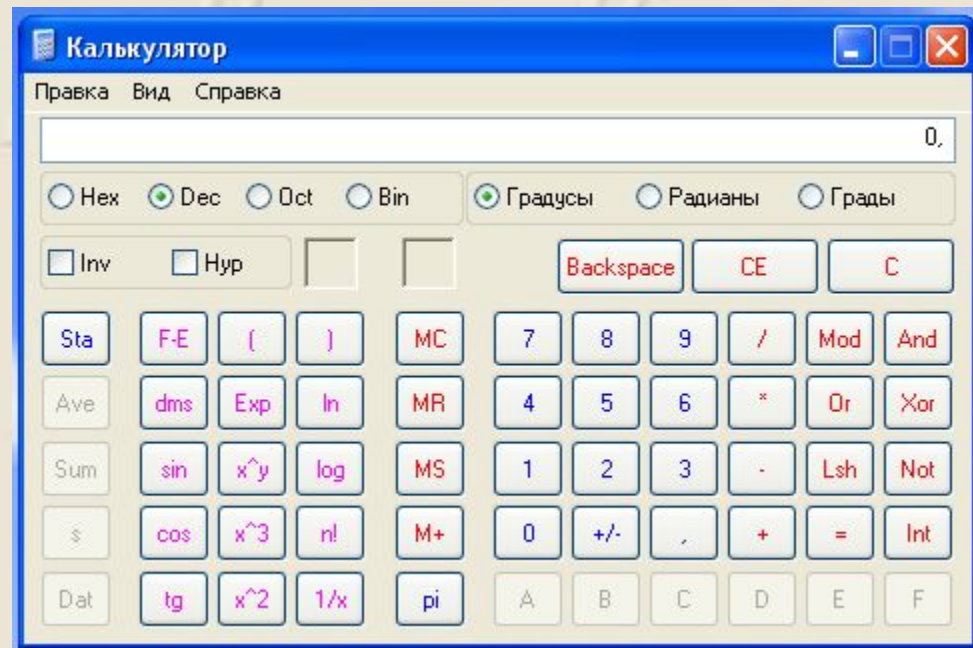 Калькулятор
Правка Вид Справка
0,
Hex Dec Oct Bin Градусы Радианы Грады
Inv Hyp Backspace CE C
Sta F-E ( ) MC 7 8 9 / Mod And
Ave dms Exp ln MR 4 5 6 * Or Xor
Sum sin x^y log MS 1 2 3 - Lsh Not
s cos x^3 n! M+ 0 +/- , + = Int
Dat tg x^2 1/x pi A B C D E F